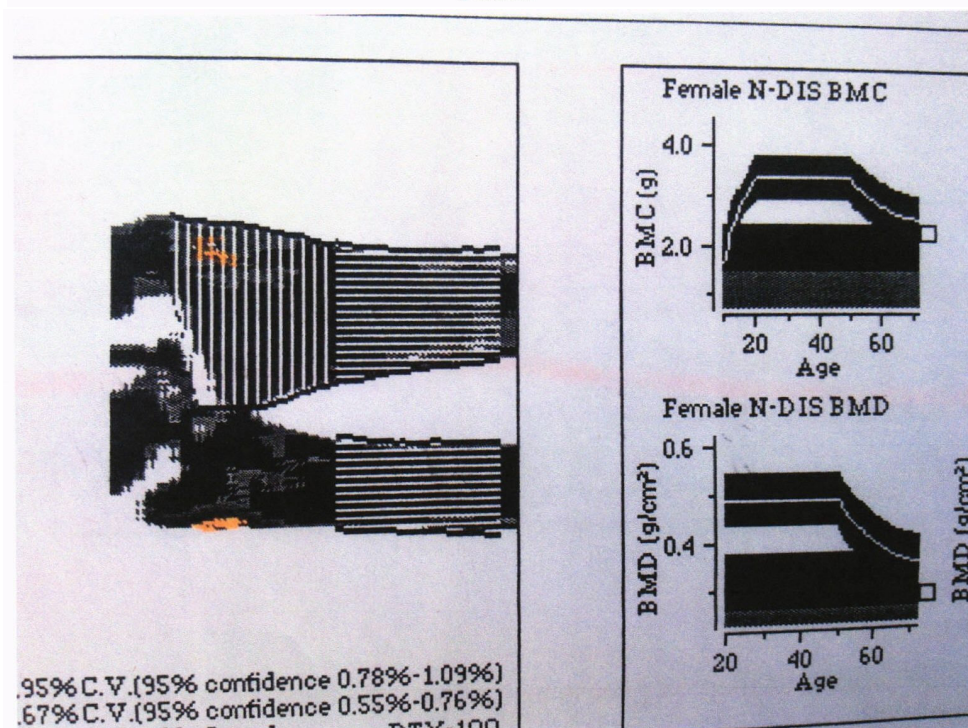 Female N-DIS BMC
4.0
2.0
BMC (g)
20 40 60
Age
Female N-DIS BMD
0.6
0.4
BMD (g/cm²)
20 40 60
Age
BMD (g/cm²)
.95% C.V.(95% confidence 0.78%-1.09%)
.67% C.V.(95% confidence 0.55%-0.76%)